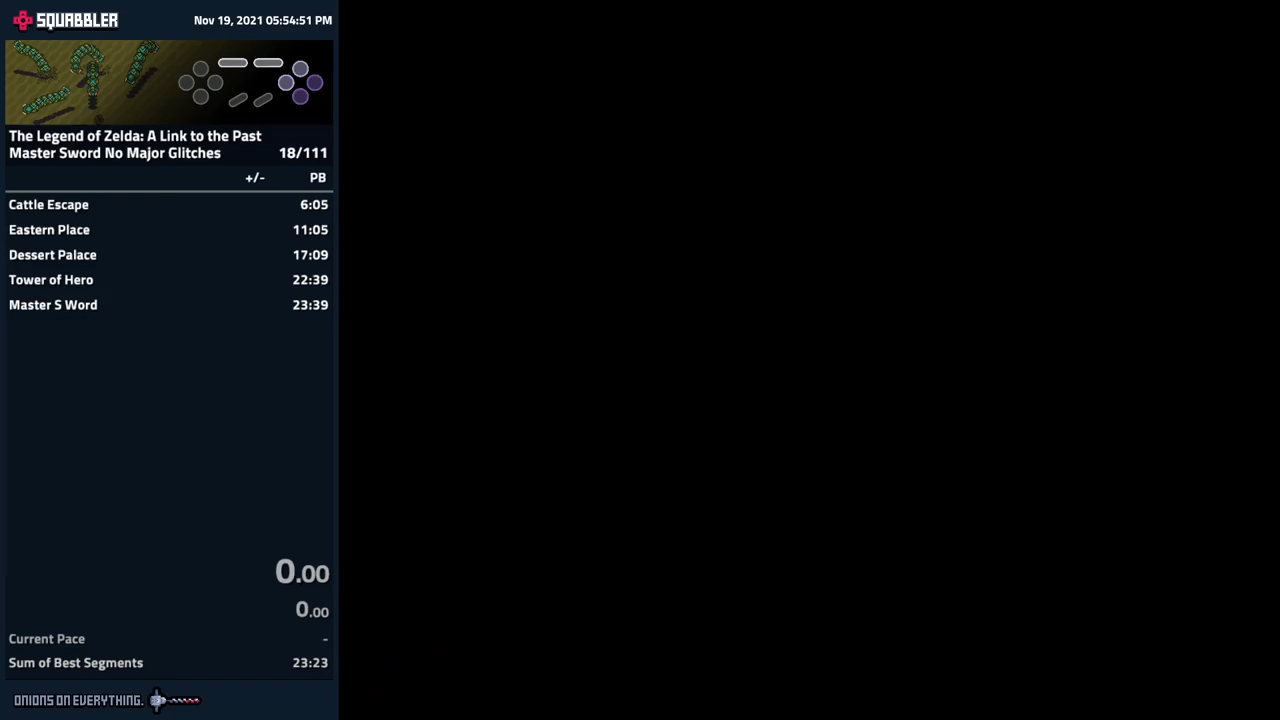 SQUABBLER Nov 19, 2021 05:54:51 PM
The Legend of Zelda: A Link to the Past
Master Sword No Major Glitches 18/111
+/- PB
Cattle Escape 6:05
Eastern Place 11:05
Dessert Palace 17:09
Tower of Hero 22:39
Master S Word 23:39
0.00
0.00
Current Pace -
Sum of Best Segments 23:23
ONIONS ON EVERYTHING.